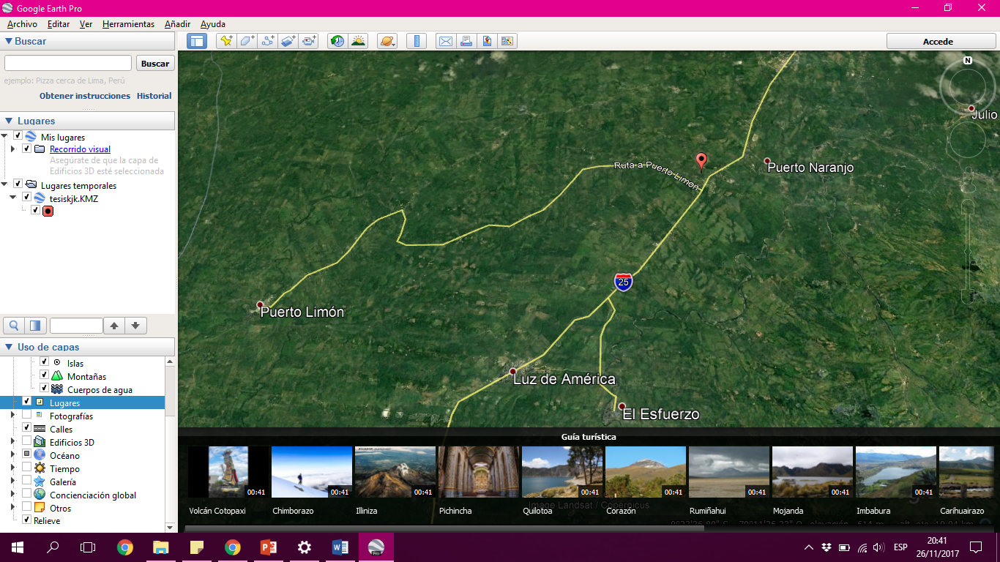 Google Earth Pro
Archivo Editar Ver Herramientas Añadir Ayuda
Buscar
Buscar
ejemplo: Pizza cerca de Lima, Perú
Obtener instrucciones Historial
Lugares
Mis lugares
Recorrido visual
Asegúrate de que la capa de
Edificios 3D esté seleccionada
Lugares temporales
tesiskjk.KMZ
Uso de capas
Islas
Montañas
Cuerpos de agua
Lugares
Fotografías
Calles
Edificios 3D
Océano
Tiempo
Galería
Concienciación global
Otros
Relieve
Accede
N
Julio
Ruta a Puerto Limon
Puerto Naranjo
25
Puerto Limón
Luz de América
El Esfuerzo
Guía turística
00:41 00:41 00:41 00:41 00:41 00:41 00:41 00:41 00:41
Volcán Cotopaxi Chimborazo Illiniza Pichincha Quilotoa Corazón Rumiñahui Mojanda Imbabura Carihuairazo
Image Landsat / Copernicus
ESP
20:41
26/11/2017